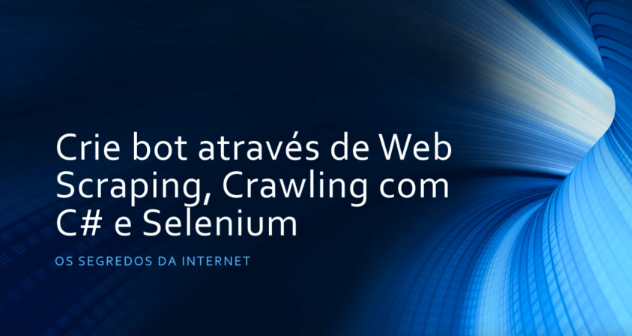 Crie bot através de Web
Scraping, Crawling com
C# e Selenium
OS SEGREDOS DA INTERNET